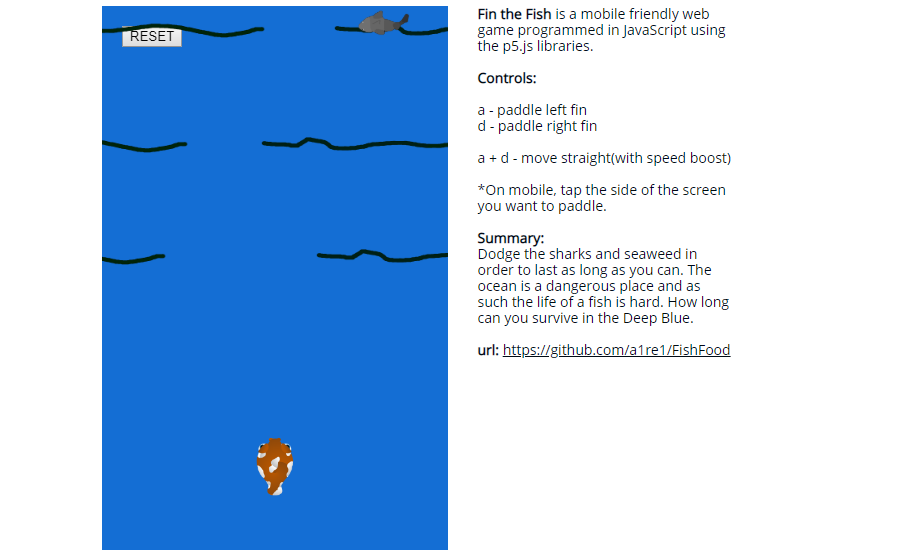 RESET
Fin the Fish is a mobile friendly web
game programmed in JavaScript using
the p5.js libraries.
Controls:
a - paddle left fin
d - paddle right fin
a + d - move straight(with speed boost)
*On mobile, tap the side of the screen
you want to paddle.
Summary:
Dodge the sharks and seaweed in
order to last as long as you can. The
ocean is a dangerous place and as
such the life of a fish is hard. How long
can you survive in the Deep Blue.
url: https://github.com/a1re1/FishFood